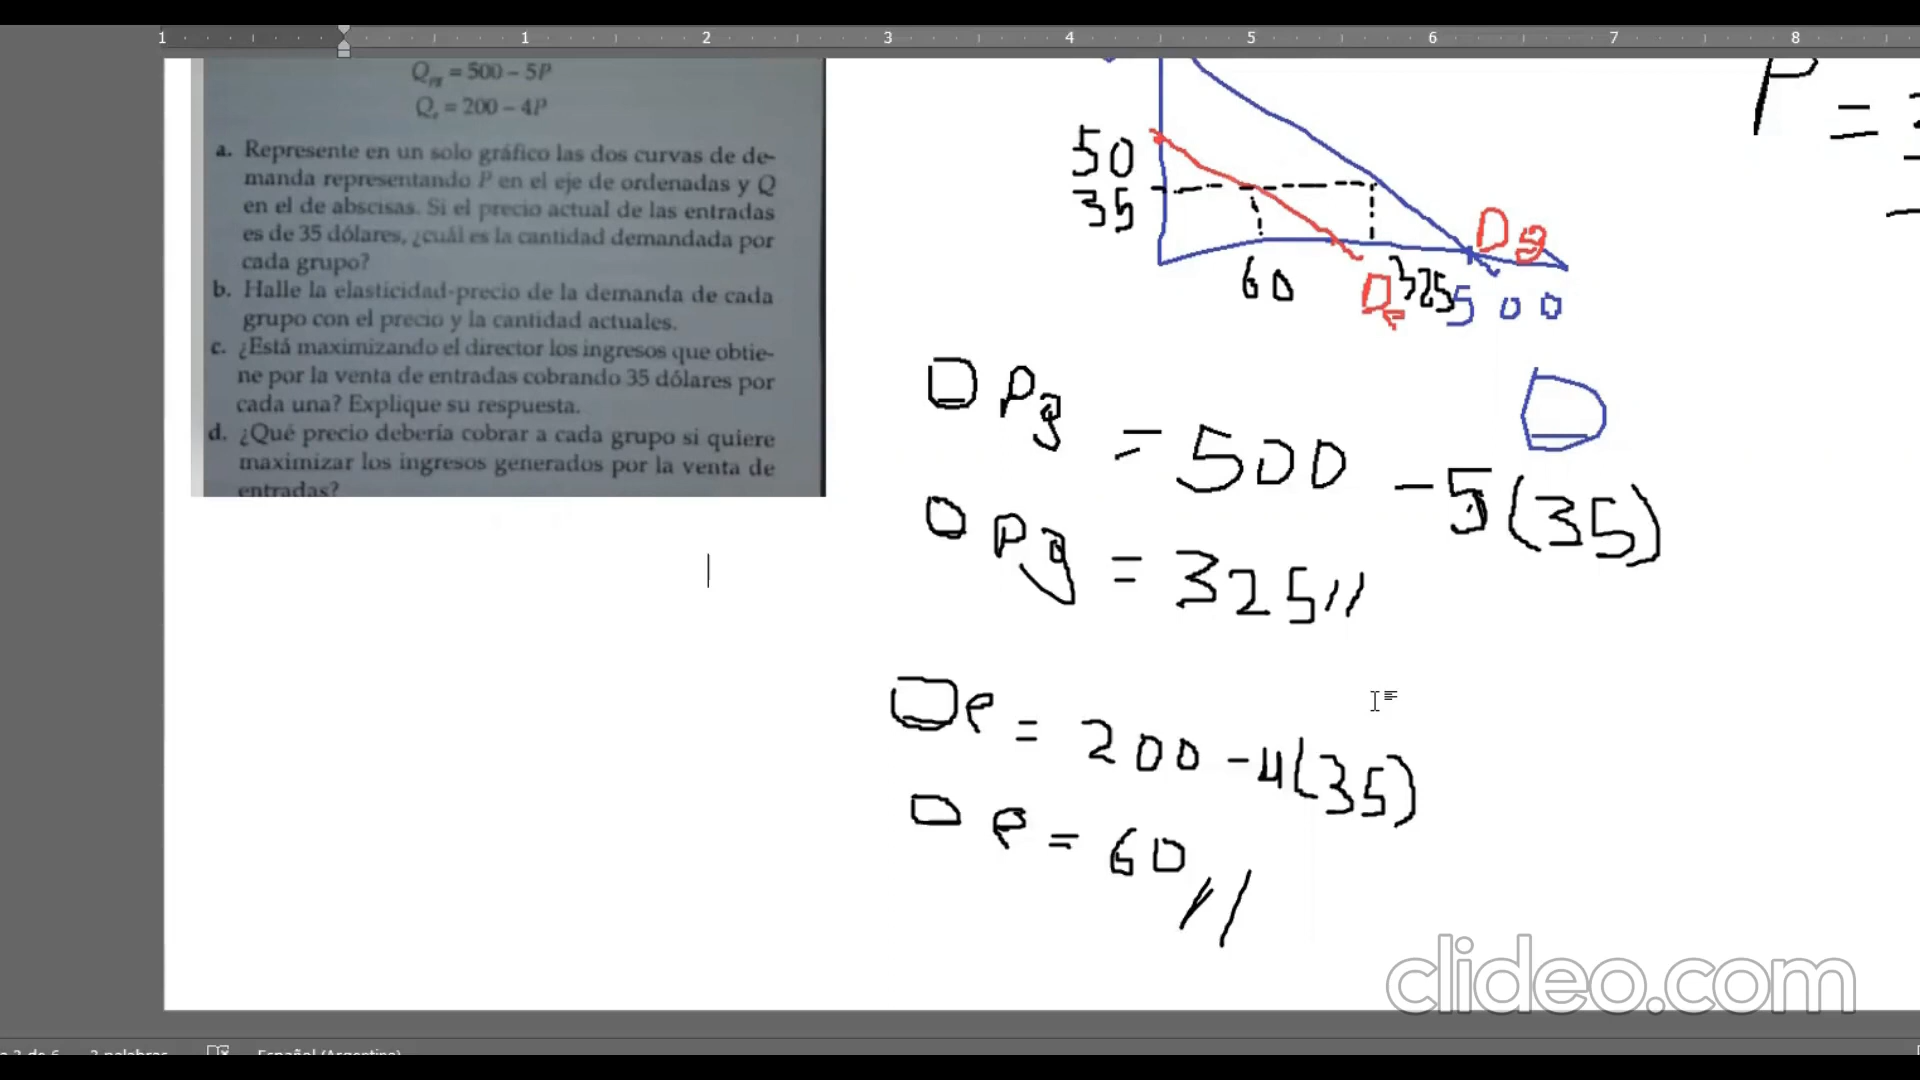 1 1 2 3 4 5 6 7 8
Qpg = 500 – 5P
Qe = 200 – 4P
a. Represente en un solo gráfico las dos curvas de de-
manda representando P en el eje de ordenadas y Q
en el de abscisas. Si el precio actual de las entradas
es de 35 dólares, ¿cuál es la cantidad demandada por
cada grupo?
b. Halle la elasticidad-precio de la demanda de cada
grupo con el precio y la cantidad actuales.
c. ¿Está maximizando el director los ingresos que obtie-
ne por la venta de entradas cobrando 35 dólares por
cada una? Explique su respuesta.
d. ¿Qué precio debería cobrar a cada grupo si quiere
maximizar los ingresos generados por la venta de
entradas?
P =
50
35
60
De
325
500
Dg
D
Dpg = 500 - 5(35)
Dpg = 325//
De = 200 - 4(35)
De = 60//
clideo.com
Español (Argentina)